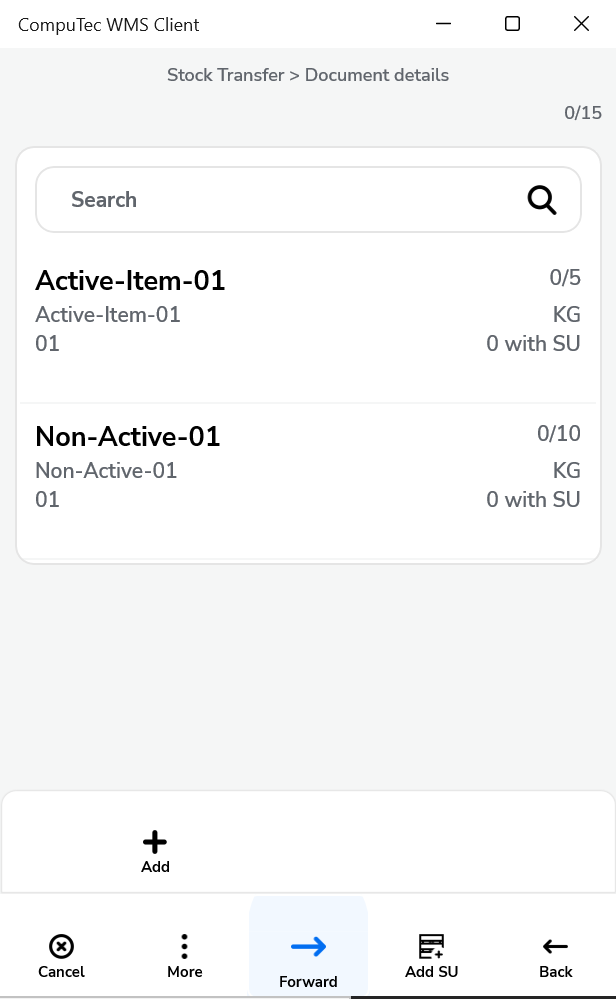 CompuTec WMS Client
Stock Transfer > Document details
0/15
Search
Active-Item-01 0/5
Active-Item-01 KG
01 0 with SU
Non-Active-01 0/10
Non-Active-01 KG
01 0 with SU
Add
Cancel More Forward Add SU Back